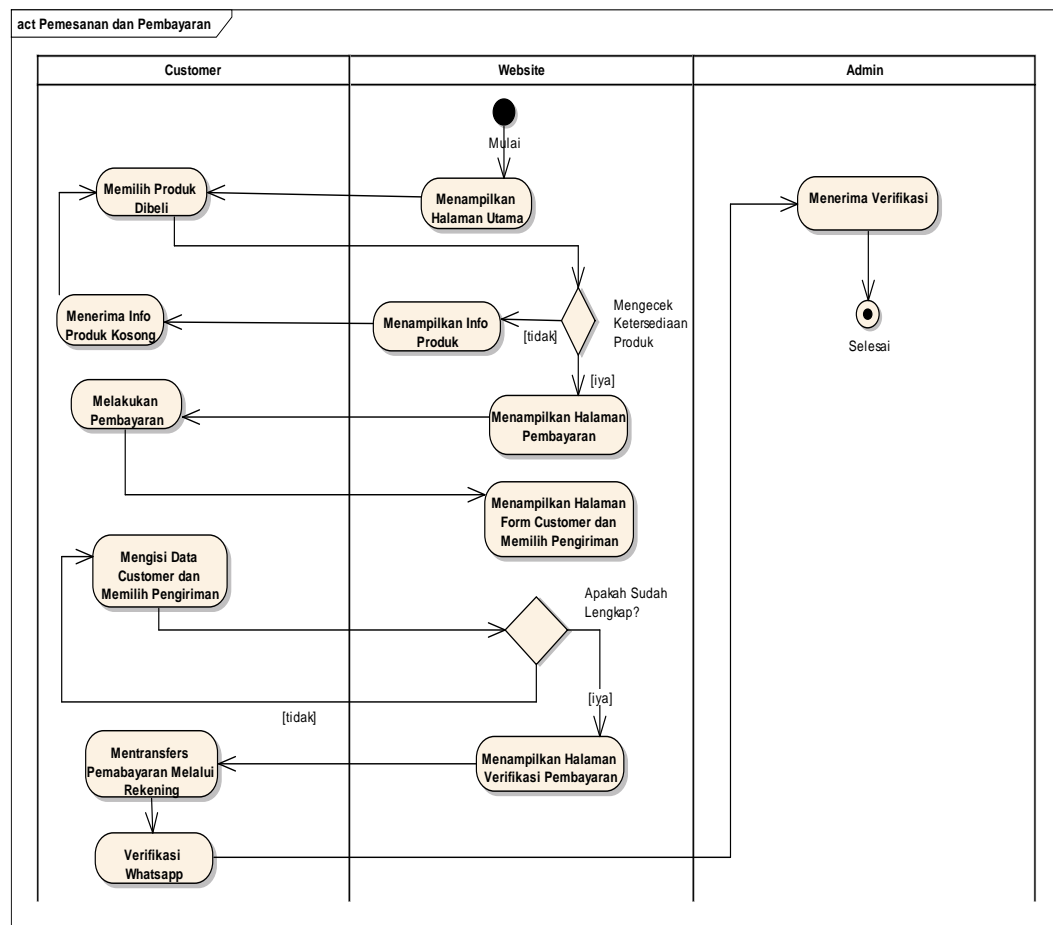 act Pemesanan dan Pembayaran
Customer
Website
Admin
Mulai
Memilih Produk
Dibeli
Menampilkan
Halaman Utama
Menerima Verifikasi
Menerima Info
Produk Kosong
Menampilkan Info
Produk
[tidak]
Mengecek
Ketersediaan
Produk
Selesai
[iya]
Melakukan
Pembayaran
Menampilkan Halaman
Pembayaran
Menampilkan Halaman
Form Customer dan
Memilih Pengiriman
Mengisi Data
Customer dan
Memilih Pengiriman
Apakah Sudah
Lengkap?
[iya]
[tidak]
Mentransfers
Pemabayaran Melalui
Rekening
Menampilkan Halaman
Verifikasi Pembayaran
Verifikasi
Whatsapp